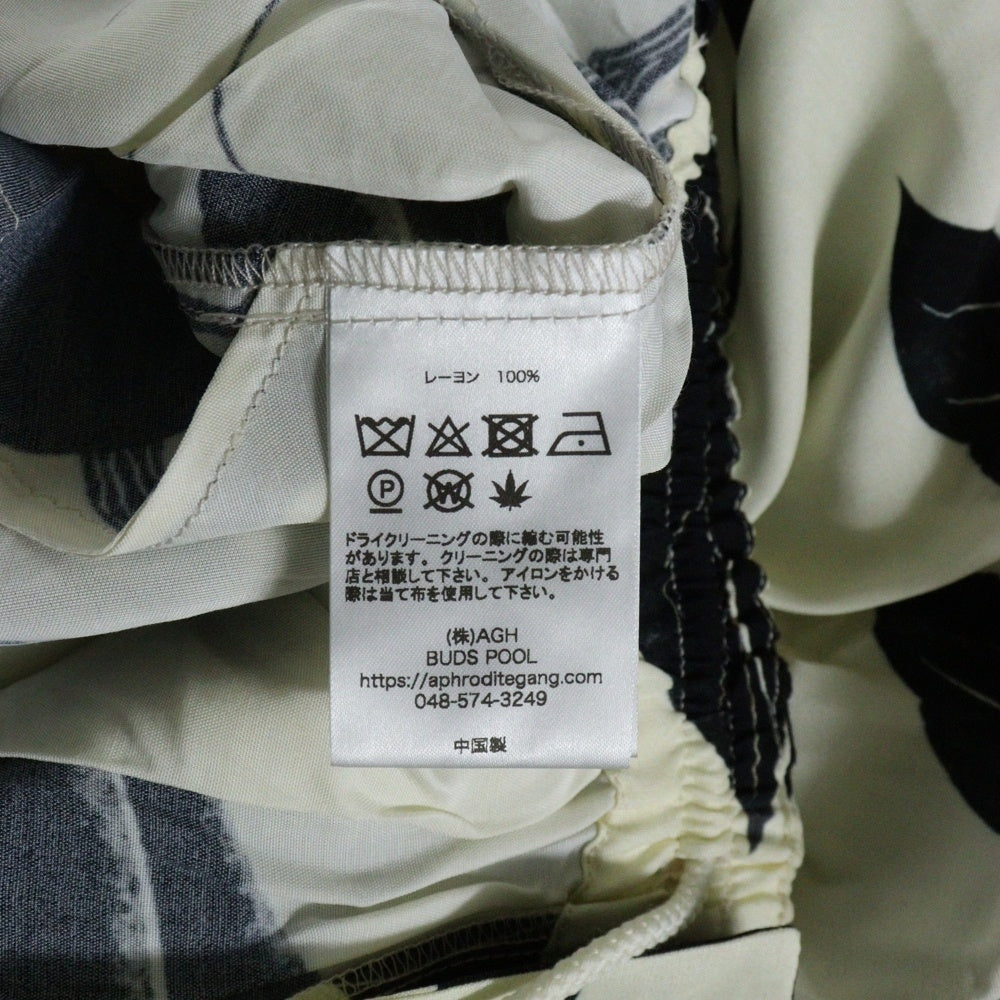 レーヨン 100%
P
W
ドライクリーニングの際に縮む可能性
があります。クリーニングの際は専門
店と相談して下さい。アイロンをかける
際は当て布を使用して下さい。
(株)AGH
BUDS POOL
https://aphroditegang.com
048-574-3249
中国製